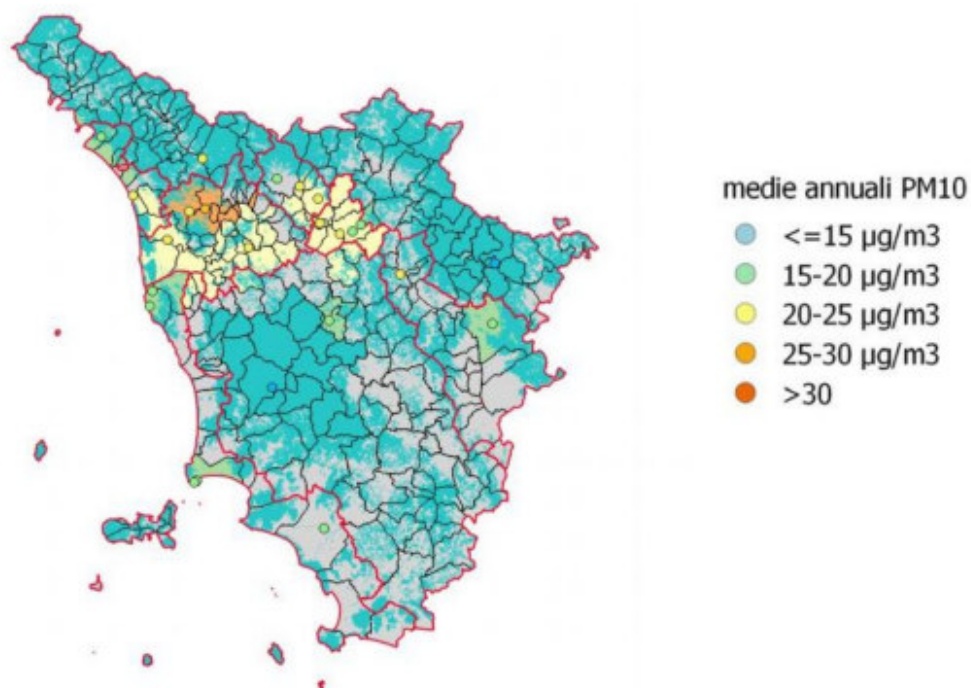 medie annuali PM10
<=15 µg/m3
15-20 µg/m3
20-25 µg/m3
25-30 µg/m3
>30